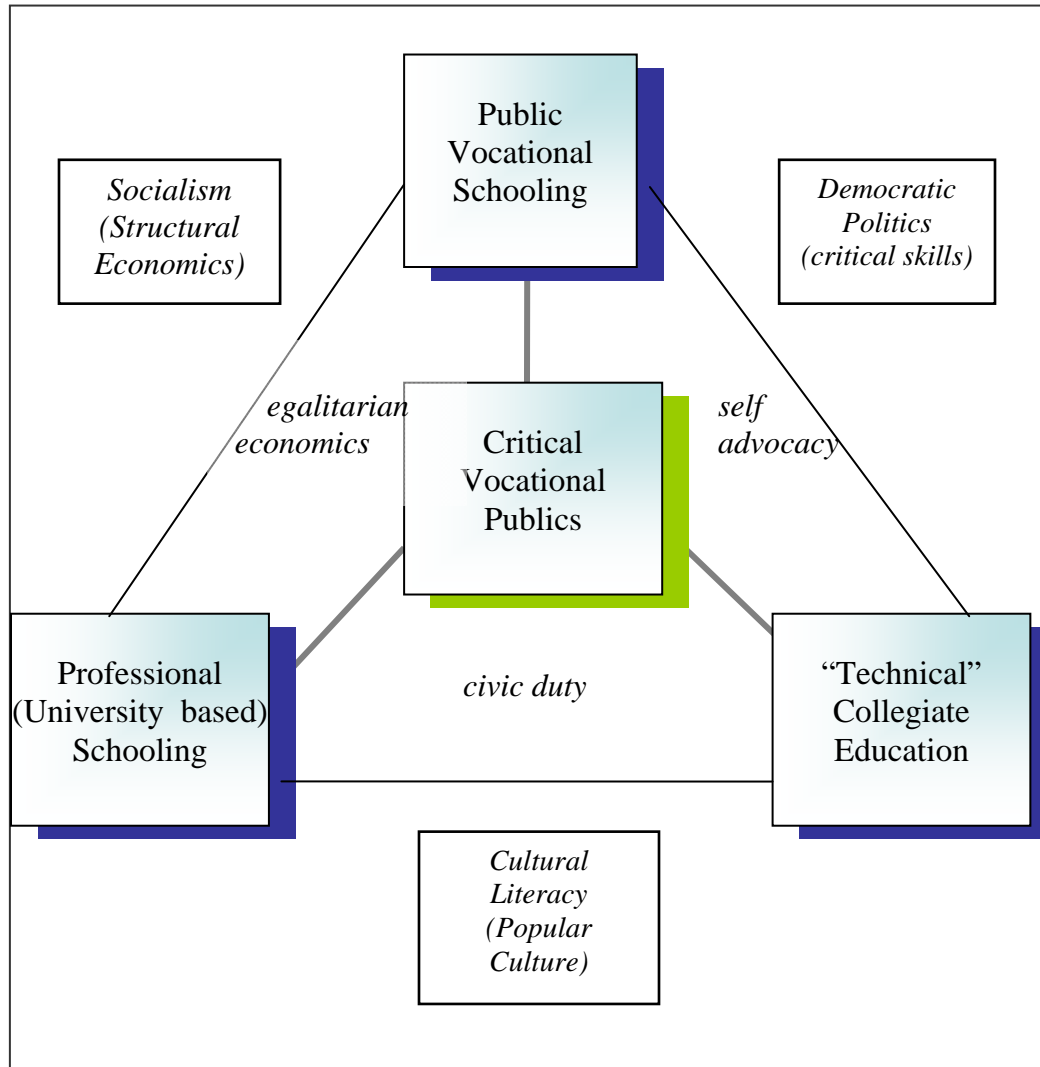 Public
Vocational
Schooling
Socialism
(Structural
Economics)
Democratic
Politics
(critical skills)
egalitarian
economics
Critical
Vocational
Publics
self
advocacy
Professional
(University based)
Schooling
civic duty
“Technical”
Collegiate
Education
Cultural
Literacy
(Popular
Culture)